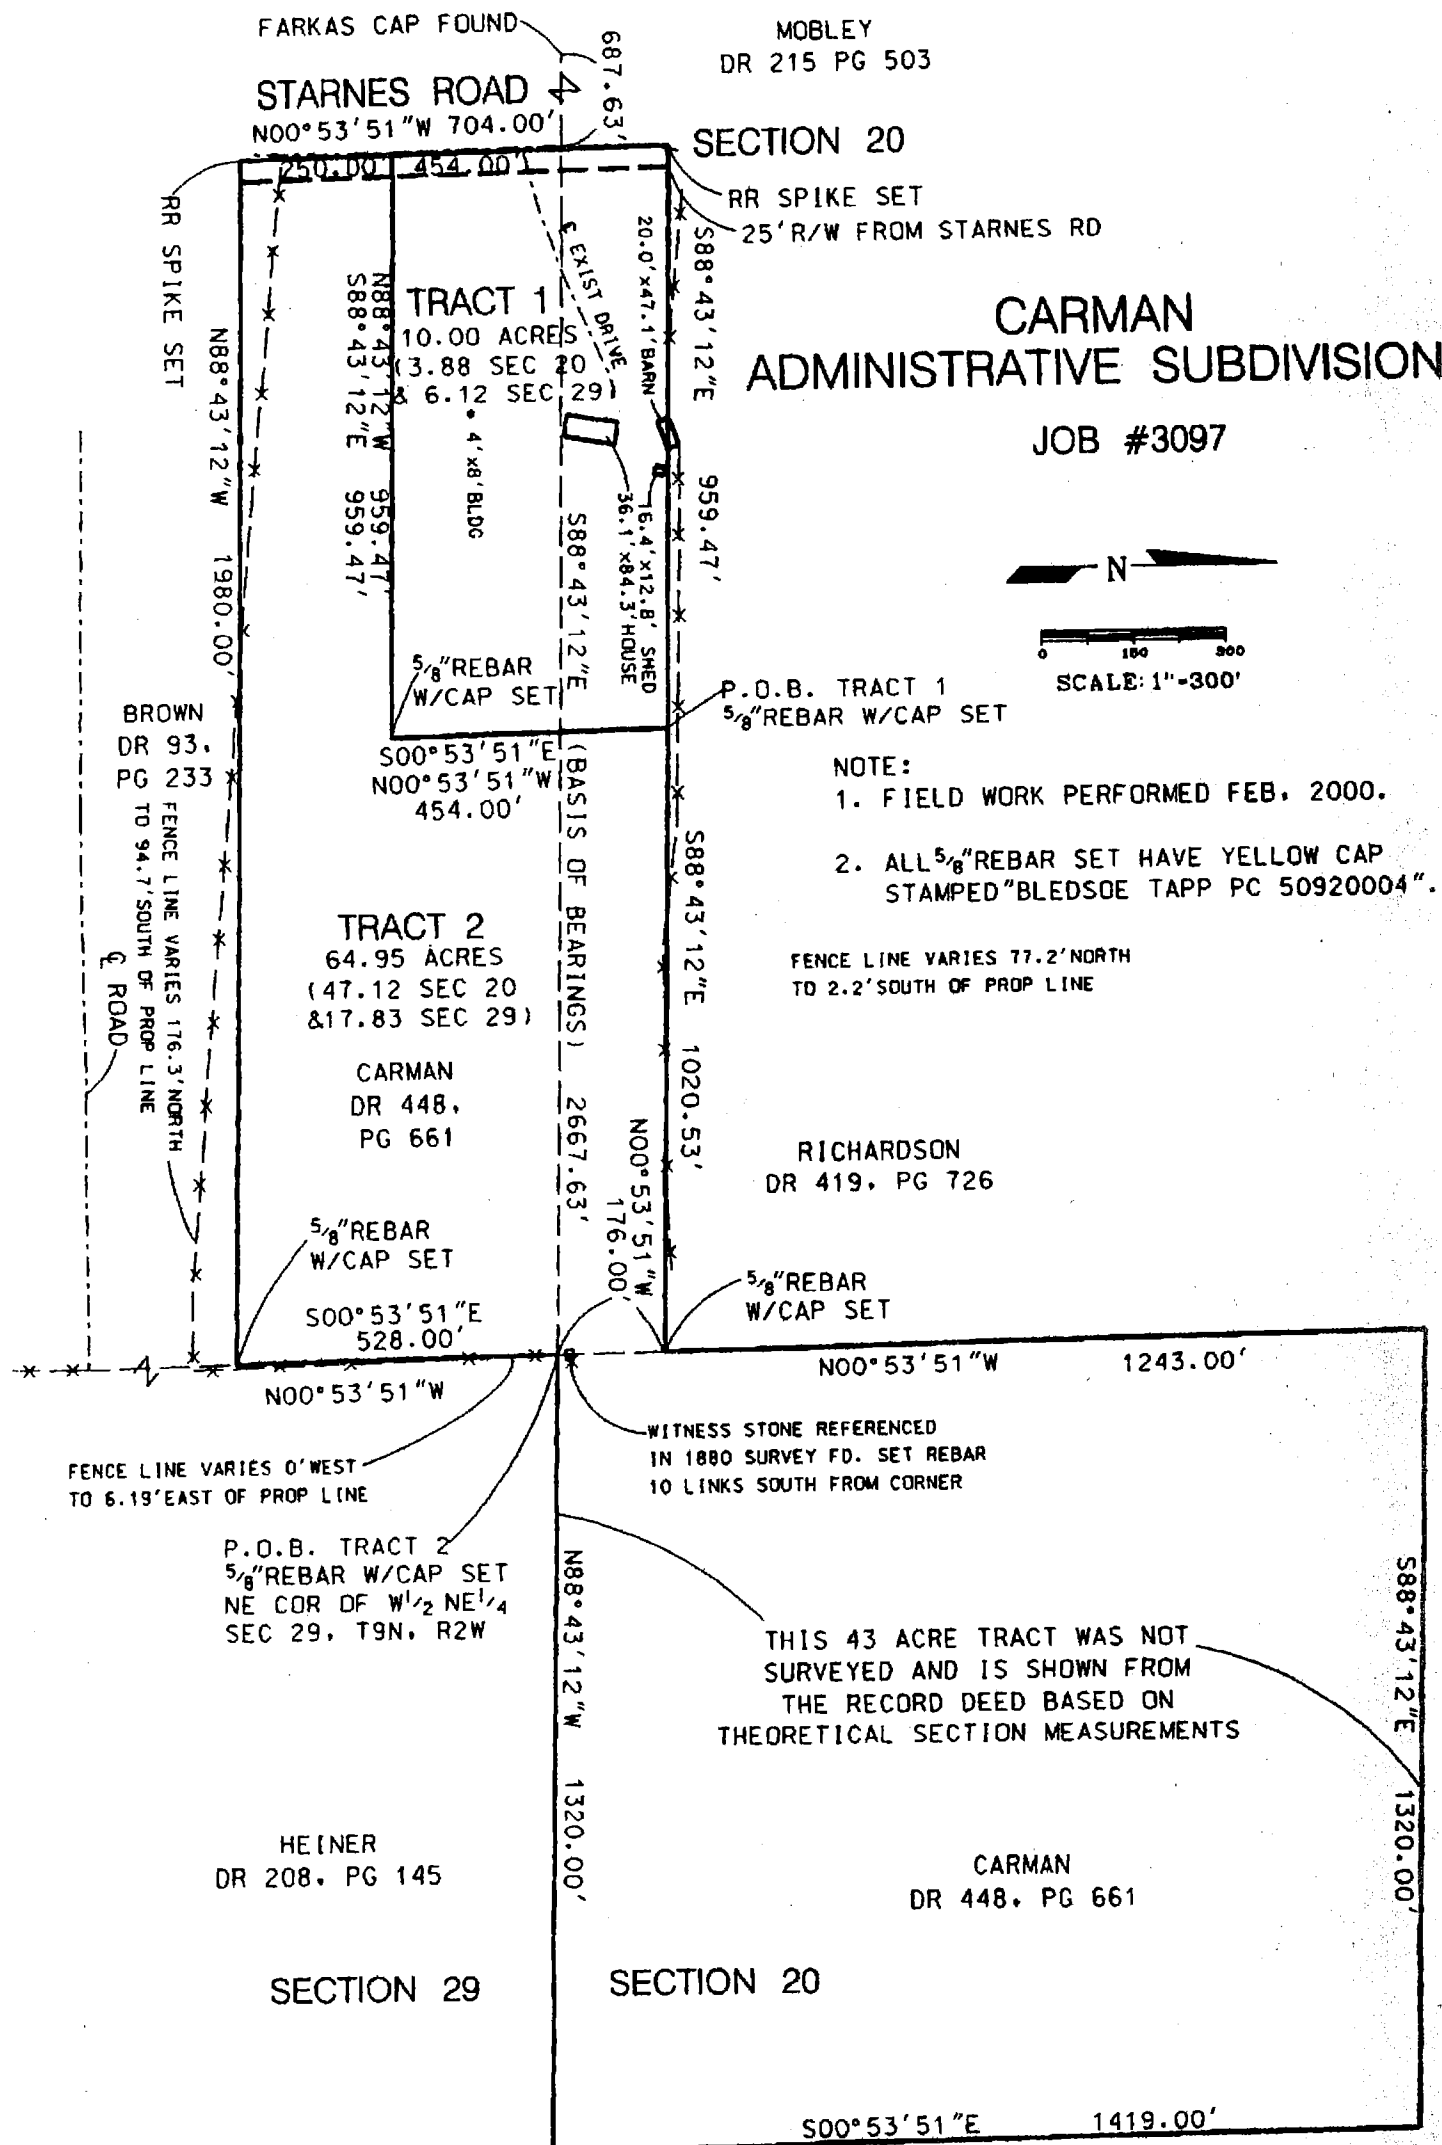 FARKAS CAP FOUND
687.63'
MOBLEY
DR 215 PG 503
STARNES ROAD
N00°53'51"W 704.00'
250.00' 454.00'
SECTION 20
RR SPIKE SET
25'R/W FROM STARNES RD
RR SPIKE SET
N88°43'12"W 1980.00'
N88°43'12"W 959.47'
S88°43'12"E 959.47'
TRACT 1
10.00 ACRES
(3.88 SEC 20
& 6.12 SEC 29)
4'x8'BLDG
℄ EXIST DRIVE
20.0'x47.1'BARN
S88°43'12"E 959.47'
16.4'x12.8' SHED
36.1'x84.3'HOUSE
CARMAN
ADMINISTRATIVE SUBDIVISION
JOB #3097
N
0 150 300
SCALE: 1"=300'
5/8"REBAR
W/CAP SET
P.O.B. TRACT 1
5/8"REBAR W/CAP SET
S00°53'51"E
N00°53'51"W
454.00'
S88°43'12"E (BASIS OF BEARINGS) 2667.63'
BROWN
DR 93,
PG 233
FENCE LINE VARIES 176.3'NORTH
TO 94.7'SOUTH OF PROP LINE
℄ ROAD
NOTE:
1. FIELD WORK PERFORMED FEB. 2000.
2. ALL 5/8"REBAR SET HAVE YELLOW CAP
STAMPED"BLEDSOE TAPP PC 50920004".
FENCE LINE VARIES 77.2'NORTH
TO 2.2'SOUTH OF PROP LINE
TRACT 2
64.95 ACRES
(47.12 SEC 20
&17.83 SEC 29)
CARMAN
DR 448,
PG 661
S88°43'12"E 1020.53'
N00°53'51"W
176.00'
RICHARDSON
DR 419, PG 726
5/8"REBAR
W/CAP SET
5/8"REBAR
W/CAP SET
S00°53'51"E
528.00'
N00°53'51"W
N00°53'51"W 1243.00'
WITNESS STONE REFERENCED
IN 1880 SURVEY FD. SET REBAR
10 LINKS SOUTH FROM CORNER
FENCE LINE VARIES 0'WEST
TO 6.19'EAST OF PROP LINE
P.O.B. TRACT 2
5/8"REBAR W/CAP SET
NE COR OF W1/2 NE1/4
SEC 29, T9N, R2W
N88°43'12"W 1320.00'
THIS 43 ACRE TRACT WAS NOT
SURVEYED AND IS SHOWN FROM
THE RECORD DEED BASED ON
THEORETICAL SECTION MEASUREMENTS
S88°43'12"E 1320.00'
HEINER
DR 208, PG 145
CARMAN
DR 448, PG 661
SECTION 29
SECTION 20
S00°53'51"E 1419.00'